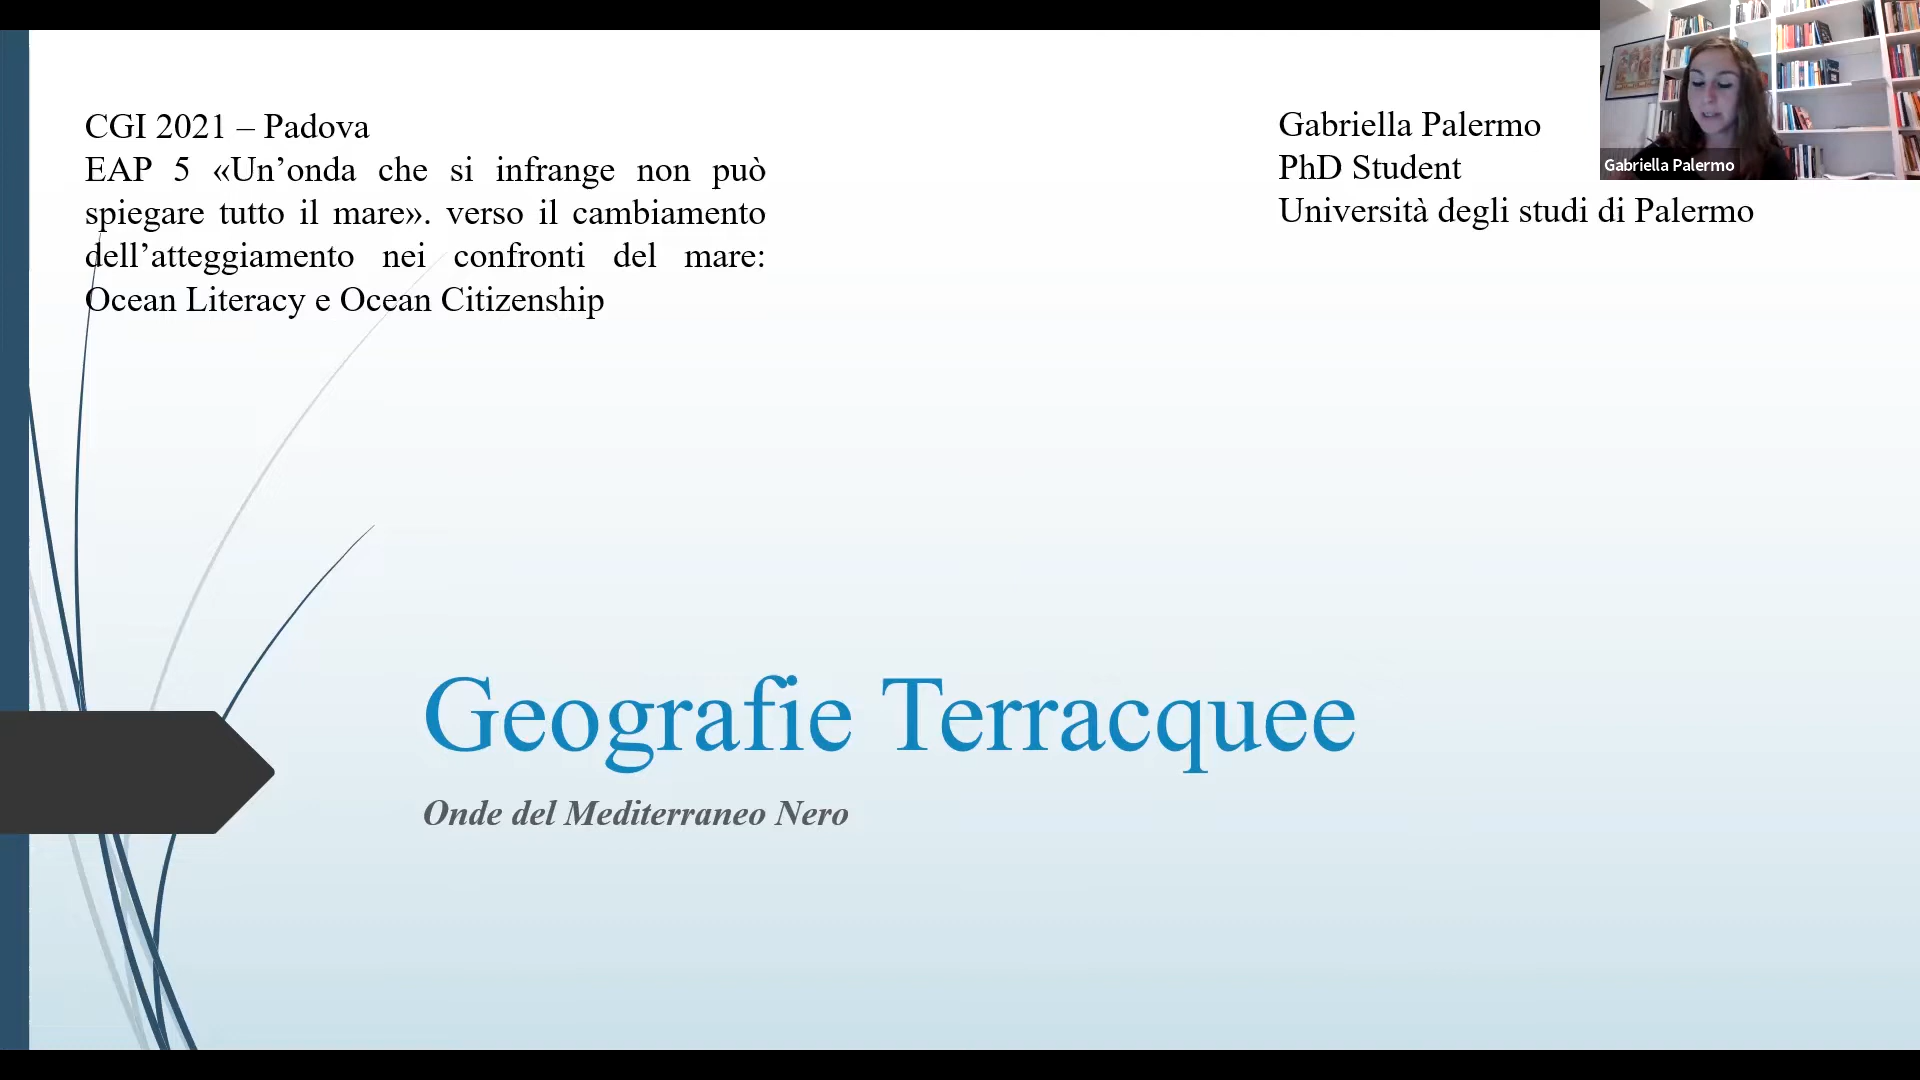 CGI 2021 – Padova
EAP 5 «Un’onda che si infrange non può
spiegare tutto il mare». verso il cambiamento
dell’atteggiamento nei confronti del mare:
Ocean Literacy e Ocean Citizenship
Gabriella Palermo
PhD Student
Università degli studi di Palermo
Gabriella Palermo
Geografie Terracquee
Onde del Mediterraneo Nero